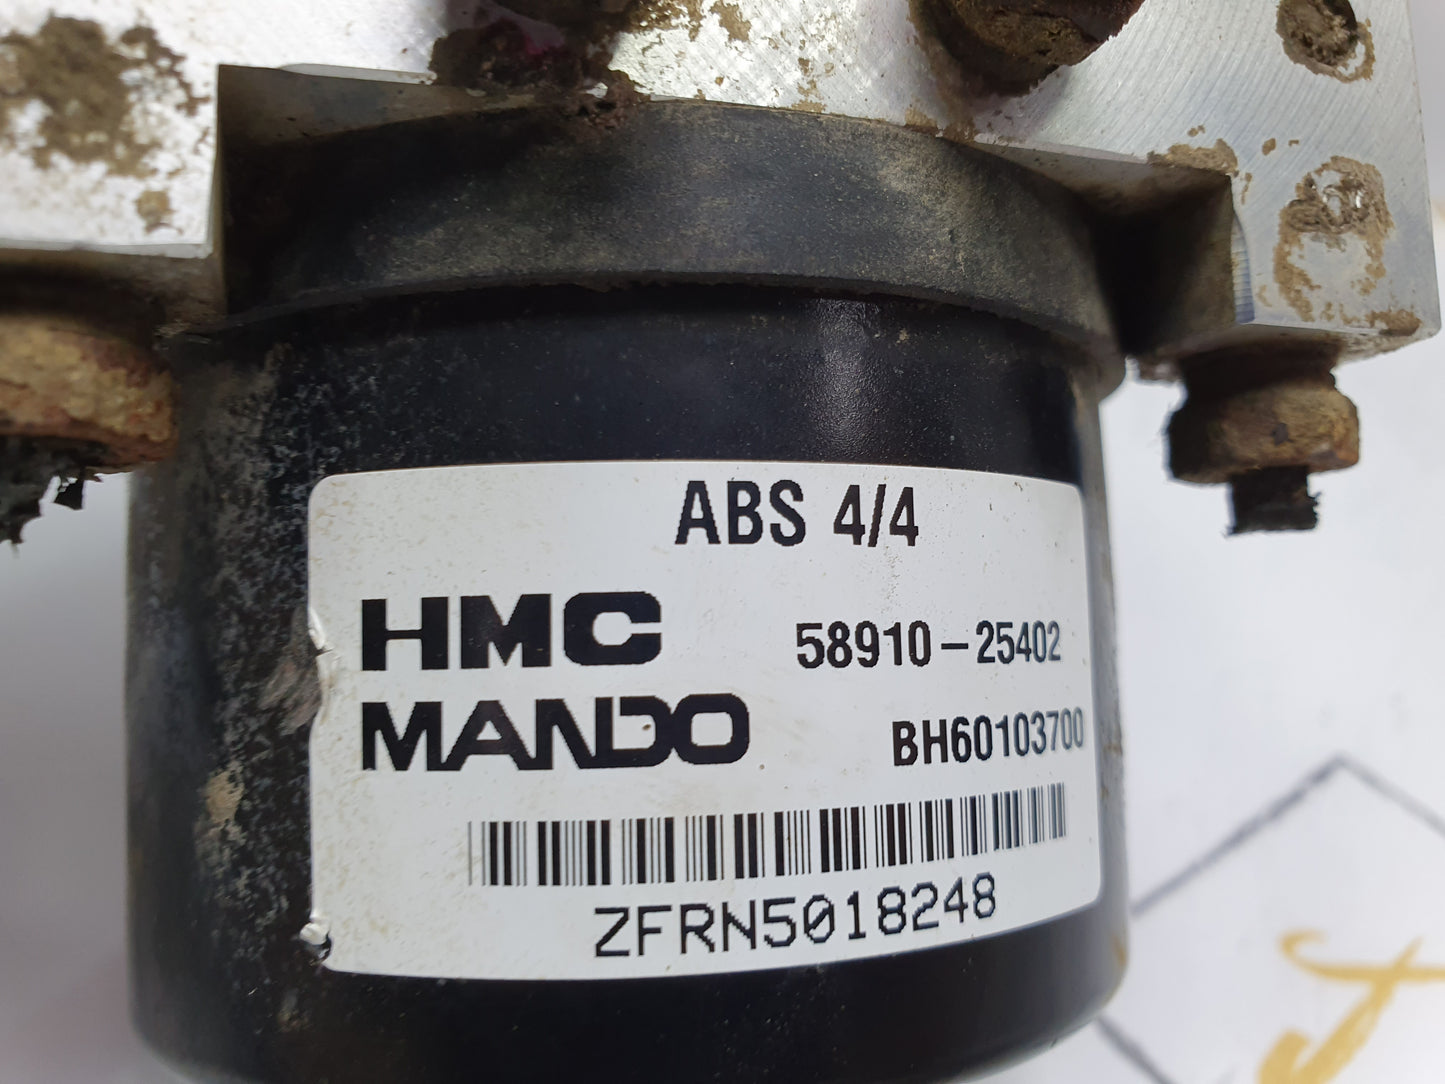 ABS 4/4
HMC 58910-25402
MANDO BH60103700
ZFRN5018248